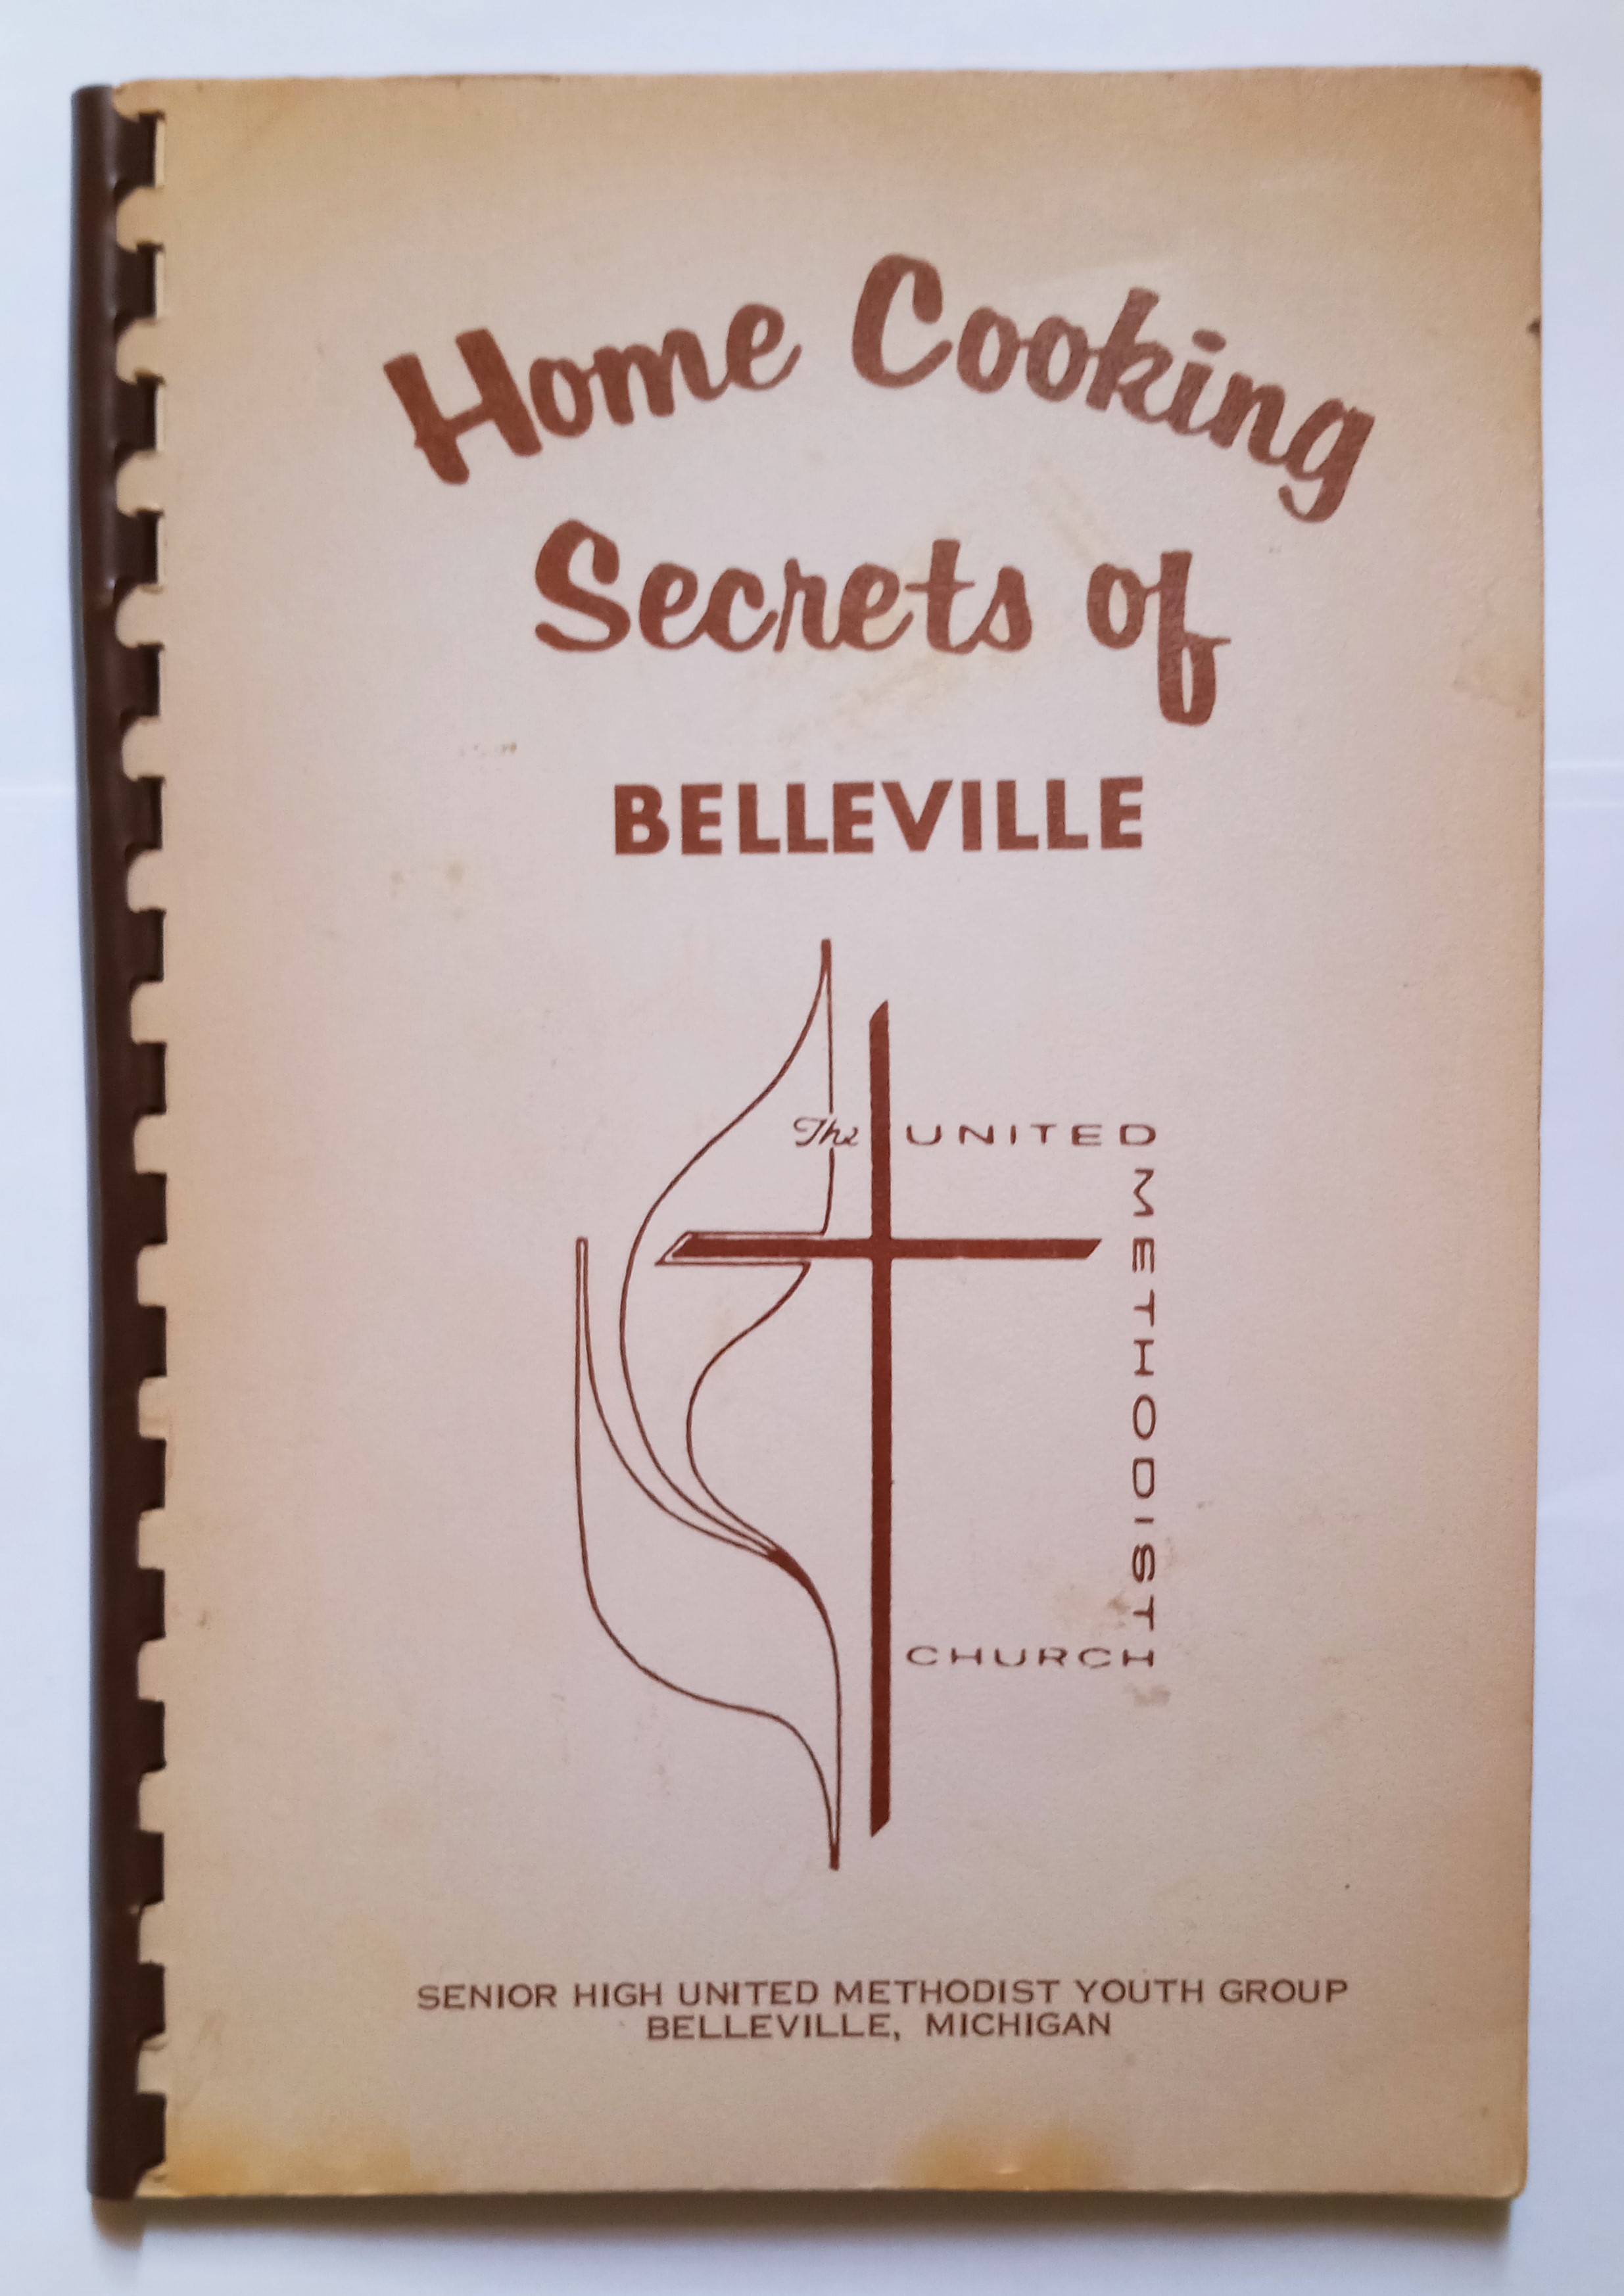 Home Cooking
Secrets of
BELLEVILLE
The UNITED
METHODIST
CHURCH
SENIOR HIGH UNITED METHODIST YOUTH GROUP
BELLEVILLE, MICHIGAN